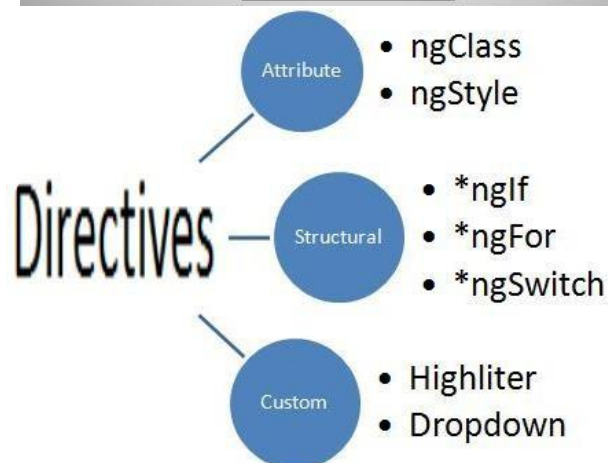 Directives
Attribute
• ngClass
• ngStyle
Structural
• *ngIf
• *ngFor
• *ngSwitch
Custom
• Highliter
• Dropdown